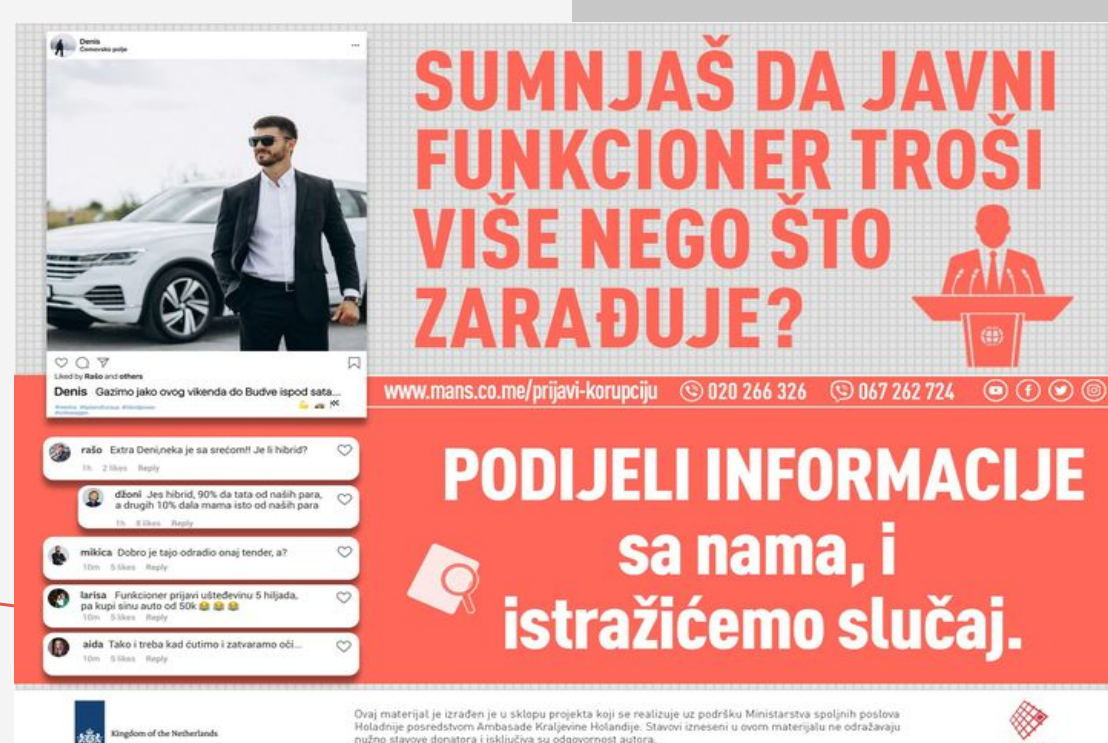 Denis
Ćemovsko polje
SUMNJAŠ DA JAVNI
FUNKCIONER TROŠI
VIŠE NEGO ŠTO
ZARAĐUJE?
Liked by Rašo and others
Denis Gazimo jako ovog vikenda do Budve ispod sata...
www.mans.co.me/prijavi-korupciju 020 266 326 067 262 724
rašo Extra Deni,neka je sa srećom!! Je li hibrid?
1h 2 likes Reply
džoni Jes hibrid, 90% da tata od naših para,
a drugih 10% dala mama isto od naših para
1h 8 likes Reply
mikica Dobro je tajo odradio onaj tender, a?
10m 5 likes Reply
larisa Funkcioner prijavi ušteđevinu 5 hiljada,
pa kupi sinu auto od 50k😂 😂 😂
10m 5 likes Reply
aida Tako i treba kad ćutimo i zatvaramo oči...
10m 5 likes Reply
PODIJELI INFORMACIJE
sa nama, i
istražićemo slučaj.
Kingdom of the Netherlands
Ovaj materijal je izrađen je u sklopu projekta koji se realizuje uz podršku Ministarstva spoljnih poslova
Holadnije posredstvom Ambasade Kraljevine Holandije. Stavovi izneseni u ovom materijalu ne odražavaju
nužno stavove donatora i isključiva su odgovornost autora.